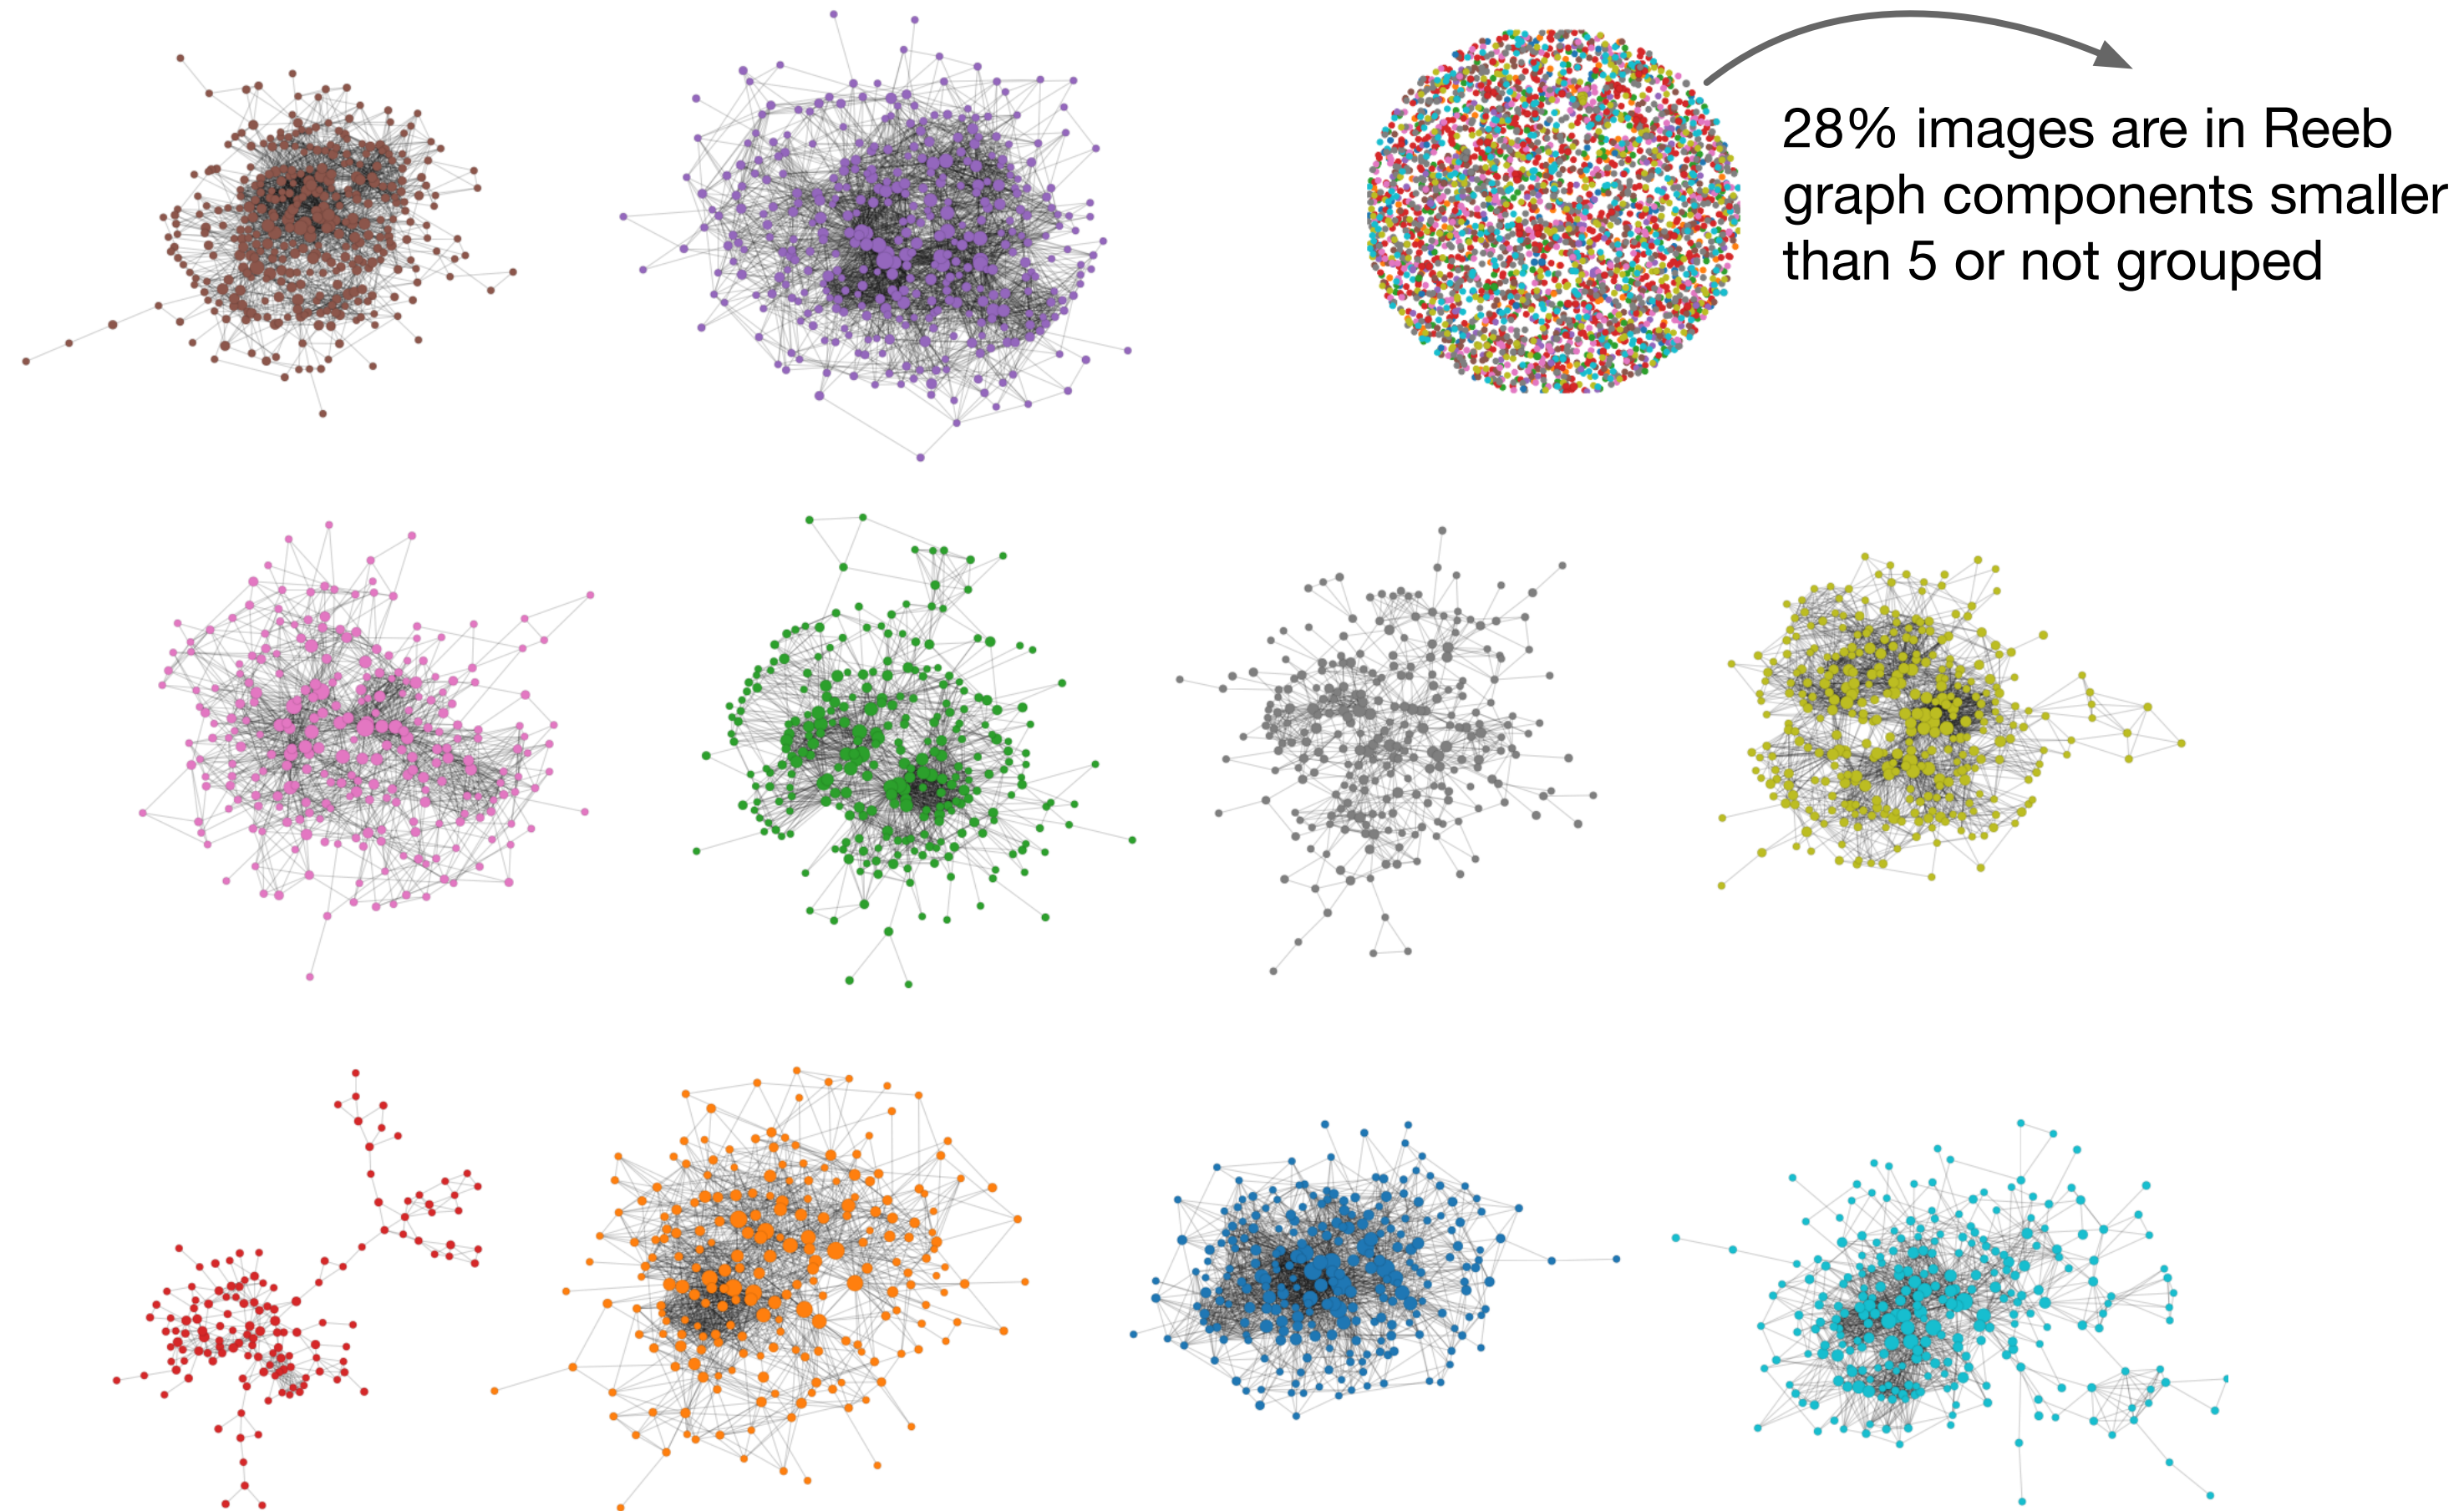 28% images are in Reeb
graph components smaller
than 5 or not grouped